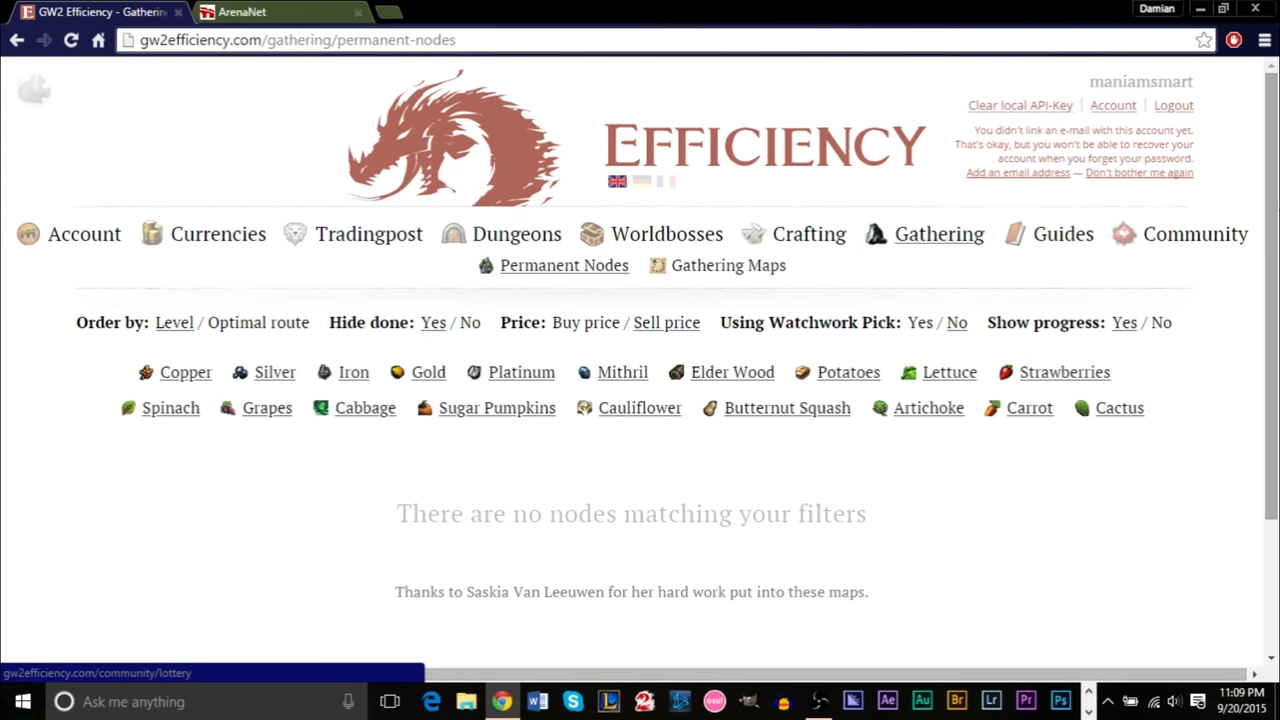 GW2 Efficiency - Gatherin
ArenaNet
Damian
gw2efficiency.com/gathering/permanent-nodes
maniamsmart
Clear local API-Key
Account
Logout
You didn't link an e-mail with this account yet.
That's okay, but you won't be able to recover your
account when you forget your password.
Add an email address — Don't bother me again
EFFICIENCY
Account Currencies Tradingpost Dungeons Worldbosses Crafting Gathering Guides Community
Permanent Nodes Gathering Maps
Order by: Level / Optimal route Hide done: Yes / No Price: Buy price / Sell price Using Watchwork Pick: Yes / No Show progress: Yes / No
Copper Silver Iron Gold Platinum Mithril Elder Wood Potatoes Lettuce Strawberries
Spinach Grapes Cabbage Sugar Pumpkins Cauliflower Butternut Squash Artichoke Carrot Cactus
There are no nodes matching your filters
Thanks to Saskia Van Leeuwen for her hard work put into these maps.
gw2efficiency.com/community/lottery
Ask me anything
osu!
Ae Au Br Lr Pr Ps
11:09 PM
9/20/2015